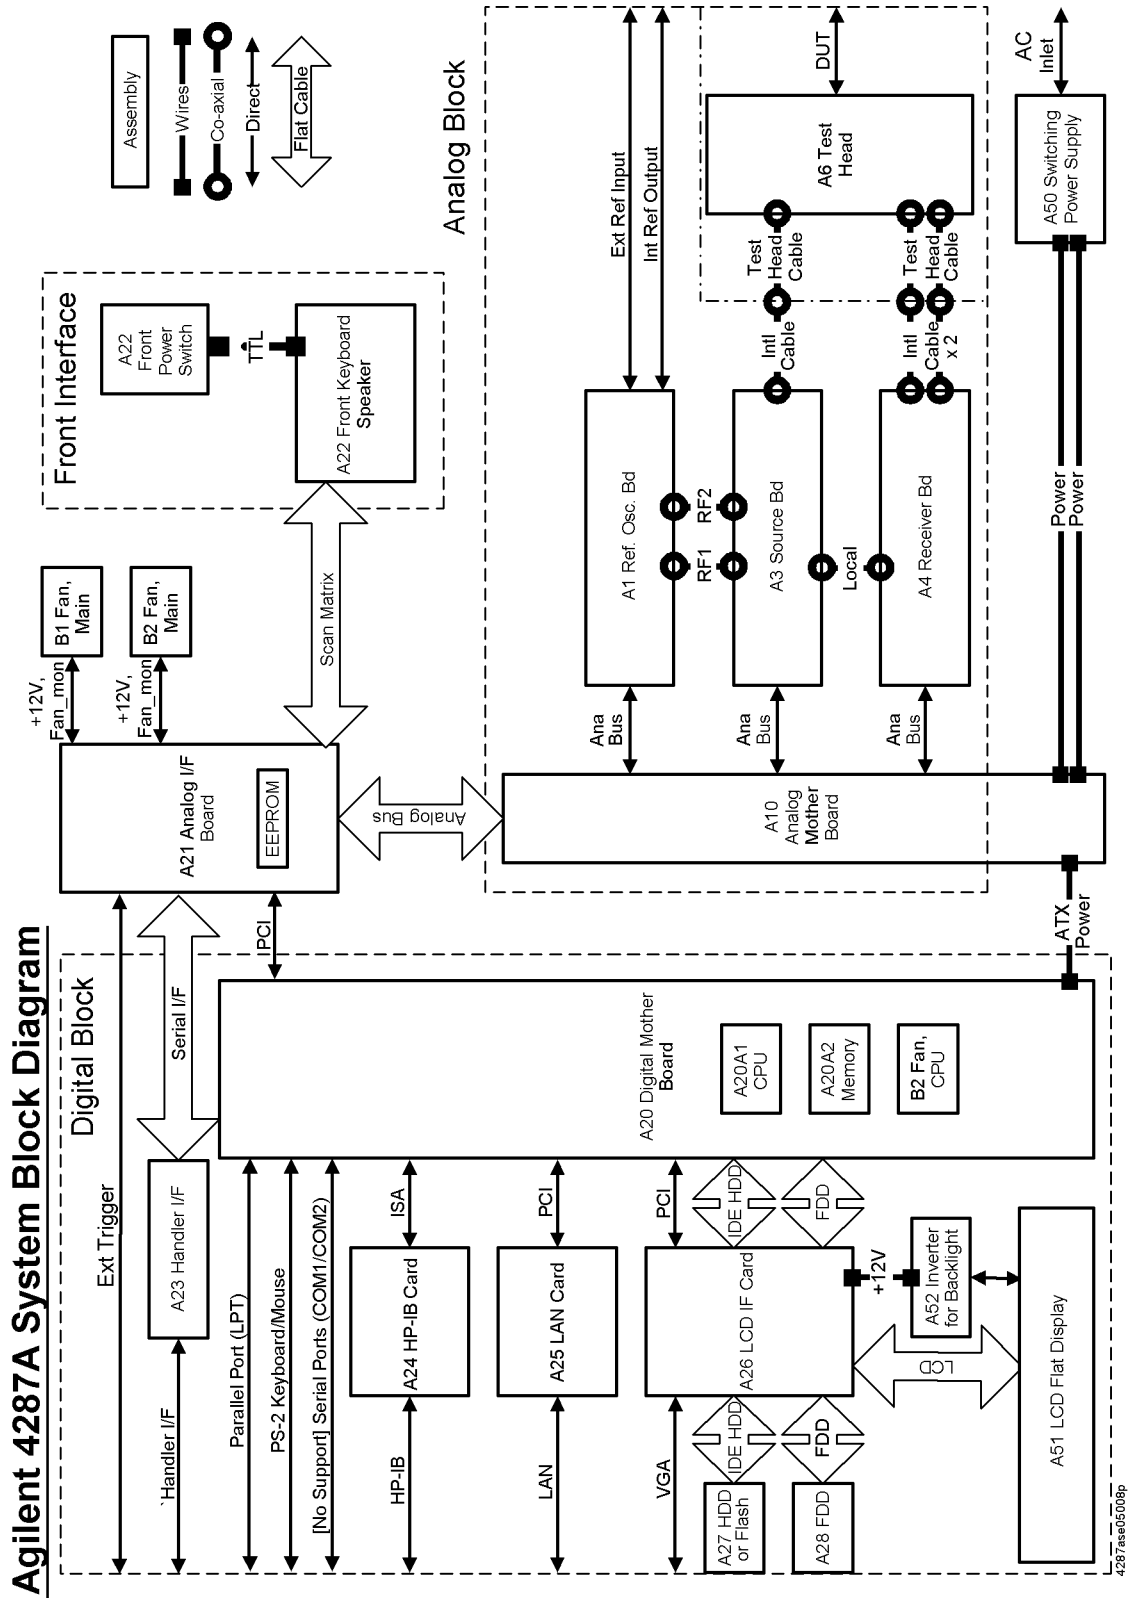 Agilent 4287A System Block Diagram
Assembly
Wires
Co-axial
Direct
Flat Cable
Front Interface
A22
Front
Power
Switch
TTL
A22 Front Keyboard
Speaker
B1 Fan,
Main
B2 Fan,
Main
+12V,
Fan_mon
+12V,
Fan_mon
Scan Matrix
A21 Analog I/F
Board
EEPROM
Analog Bus
Serial I/F
PCI
Ext Trigger
Digital Block
A23 Handler I/F
`Handler I/F
Parallel Port (LPT)
PS-2 Keyboard/Mouse
[No Support] Serial Ports (COM1/COM2)
A20 Digital Mother
Board
A20A1
CPU
A20A2
Memory
B2 Fan,
CPU
ISA
A24 HP-IB Card
HP-IB
PCI
A25 LAN Card
LAN
PCI
IDE HDD
FDD
A26 LCD IF Card
VGA
IDE HDD
FDD
A27 HDD
or Flash
A28 FDD
+12V
A52 Inverter
for Backlight
LCD
A51 LCD Flat Display
Analog Block
Ext Ref Input
Int Ref Output
DUT
A6 Test
Head
Test
Head
Cable
Test
Head
Cable
Intl
Cable
Intl
Cable
x 2
A1 Ref. Osc. Bd
RF1
RF2
A3 Source Bd
Local
A4 Receiver Bd
Ana
Bus
Ana
Bus
Ana
Bus
A10
Analog
Mother
Board
ATX
Power
Power
Power
A50 Switching
Power Supply
AC
Inlet
4287ase05008p